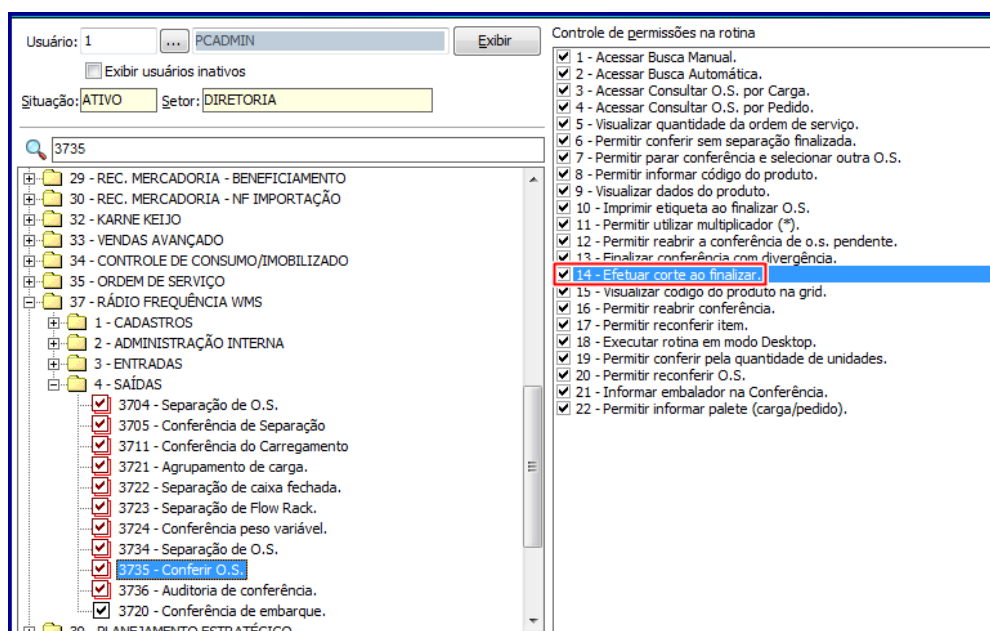 Usuário: 1 ... PCADMIN Exibir
Exibir usuários inativos
Situação: ATIVO Setor: DIRETORIA
3735
29 - REC. MERCADORIA - BENEFICIAMENTO
30 - REC. MERCADORIA - NF IMPORTAÇÃO
32 - KARNE KEIJO
33 - VENDAS AVANÇADO
34 - CONTROLE DE CONSUMO/IMOBILIZADO
35 - ORDEM DE SERVIÇO
37 - RÁDIO FREQUÊNCIA WMS
1 - CADASTROS
2 - ADMINISTRAÇÃO INTERNA
3 - ENTRADAS
4 - SAÍDAS
3704 - Separação de O.S.
3705 - Conferência de Separação
3711 - Conferência do Carregamento
3721 - Agrupamento de carga.
3722 - Separação de caixa fechada.
3723 - Separação de Flow Rack.
3724 - Conferência peso variável.
3734 - Separação de O.S.
3735 - Conferir O.S.
3736 - Auditoria de conferência.
3720 - Conferência de embarque.
39 - PLANEJAMENTO ESTRATÉGICO
Controle de permissões na rotina
1 - Acessar Busca Manual.
2 - Acessar Busca Automática.
3 - Acessar Consultar O.S. por Carga.
4 - Acessar Consultar O.S. por Pedido.
5 - Visualizar quantidade da ordem de serviço.
6 - Permitir conferir sem separação finalizada.
7 - Permitir parar conferência e selecionar outra O.S.
8 - Permitir informar código do produto.
9 - Visualizar dados do produto.
10 - Imprimir etiqueta ao finalizar O.S.
11 - Permitir utilizar multiplicador (*).
12 - Permitir reabrir a conferência de o.s. pendente.
13 - Finalizar conferência com divergência.
14 - Efetuar corte ao finalizar.
15 - Visualizar código do produto na grid.
16 - Permitir reabrir conferência.
17 - Permitir reconferir item.
18 - Executar rotina em modo Desktop.
19 - Permitir conferir pela quantidade de unidades.
20 - Permitir reconferir O.S.
21 - Informar embalador na Conferência.
22 - Permitir informar palete (carga/pedido).